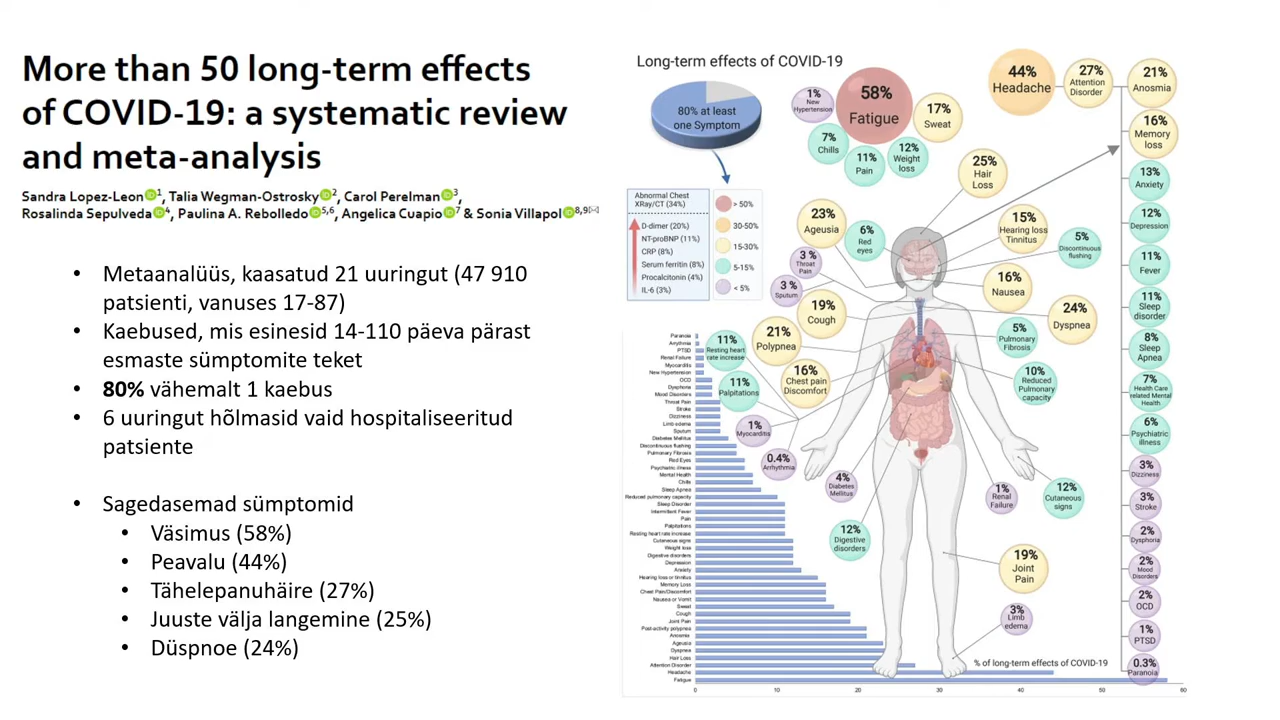 More than 50 long-term effects
of COVID-19: a systematic review
and meta-analysis
Sandra Lopez-Leon 1, Talia Wegman-Ostrosky 2, Carol Perelman 3,
Rosalinda Sepulveda 4, Paulina A. Rebolledo 5,6, Angelica Cuapio 7 & Sonia Villapol 8,9✉
• Metaanalüüs, kaasatud 21 uuringut (47 910
patsienti, vanuses 17-87)
• Kaebused, mis esinesid 14-110 päeva pärast
esmaste sümptomite teket
• 80% vähemalt 1 kaebus
• 6 uuringut hõlmasid vaid hospitaliseeritud
patsiente
• Sagedasemad sümptomid
• Väsimus (58%)
• Peavalu (44%)
• Tähelepanuhäire (27%)
• Juuste välja langemine (25%)
• Düspnoe (24%)
Long-term effects of COVID-19
80% at least
one Symptom
Abnormal Chest
XRay/CT (34%)
D-dimer (20%)
NT-proBNP (11%)
CRP (8%)
Serum ferritin (8%)
Procalcitonin (4%)
IL-6 (3%)
> 50%
30-50%
15-30%
5-15%
< 5%
1%
New
Hypertension
58%
Fatigue
17%
Sweat
7%
Chills
11%
Pain
12%
Weight
loss
44%
Headache
27%
Attention
Disorder
21%
Anosmia
16%
Memory
loss
13%
Anxiety
12%
Depression
11%
Fever
11%
Sleep
disorder
8%
Sleep
Apnea
7%
Health Care
related Mental
Health
6%
Psychiatric
illness
3%
Dizziness
3%
Stroke
2%
Dysphoria
2%
Mood
Disorders
2%
OCD
1%
PTSD
0.3%
Paranoia
25%
Hair
Loss
23%
Ageusia
6%
Red
eyes
15%
Hearing loss
Tinnitus
5%
Discontinuous
flushing
3%
Throat
Pain
3%
Sputum
16%
Nausea
19%
Cough
24%
Dyspnea
21%
Polypnea
5%
Pulmonary
Fibrosis
11%
Resting heart
rate increase
16%
Chest pain
Discomfort
10%
Reduced
Pulmonary
capacity
11%
Palpitations
1%
Myocarditis
0.4%
Arrhythmia
4%
Diabetes
Mellitus
1%
Renal
Failure
12%
Cutaneous
signs
12%
Digestive
disorders
19%
Joint
Pain
3%
Limb
edema
Paranoia
Arrythmia
PTSD
Renal Failure
Myocarditis
New Hypertension
OCD
Dysphoria
Mood Disorders
Throat Pain
Stroke
Dizziness
Limb edema
Sputum
Diabetes Mellitus
Discontinuous flushing
Pulmonary Fibrosis
Red Eyes
Psychiatric illness
Mental Health
Chills
Sleep Apnea
Reduced pulmonary capacity
Sleep Disorder
Intermittent Fever
Pain
Palpitations
Resting heart rate increase
Cutaneous signs
Weight loss
Digestive disorders
Depression
Anxiety
Hearing loss or tinnitus
Memory Loss
Chest Pain/Discomfort
Nausea or Vomit
Sweat
Cough
Joint Pain
Post-activity polypnea
Anosmia
Ageusia
Dyspnea
Hair Loss
Attention Disorder
Headache
Fatigue
% of long-term effects of COVID-19
0 10 20 30 40 50 60